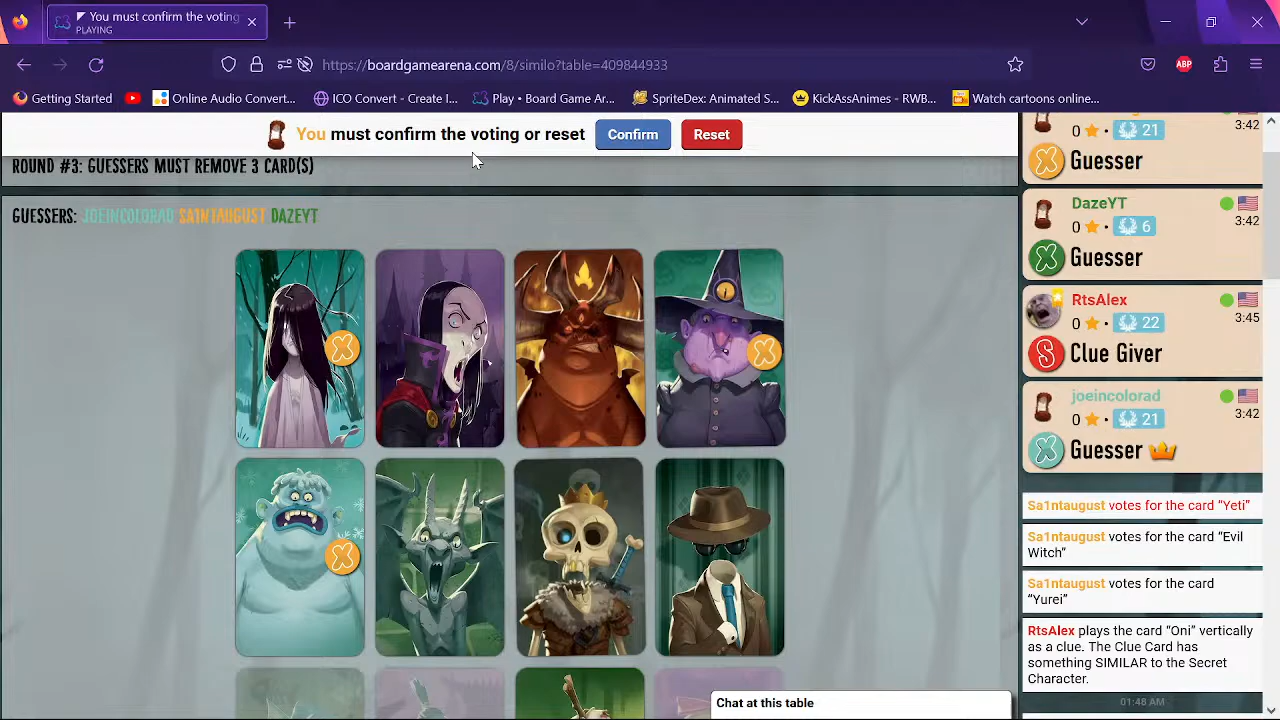 You must confirm the voting
PLAYING
https://boardgamearena.com/8/similo?table=409844933
ABP
Getting Started
Online Audio Convert...
ICO Convert - Create I...
Play • Board Game Ar...
SpriteDex: Animated S...
KickAssAnimes - RWB...
Watch cartoons online...
You must confirm the voting or reset
Confirm
Reset
ROUND #3: GUESSERS MUST REMOVE 3 CARD(S)
GUESSERS: JOEINCOLORAD SA1NTAUGUST DAZEYT
0 • 21
3:42
Guesser
DazeYT
0 • 6
3:42
Guesser
RtsAlex
0 • 22
3:45
S Clue Giver
joeincolorad
0 • 21
3:42
Guesser
Sa1ntaugust votes for the card “Yeti”
Sa1ntaugust votes for the card “Evil
Witch”
Sa1ntaugust votes for the card
“Yurei”
RtsAlex plays the card “Oni” vertically
as a clue. The Clue Card has
something SIMILAR to the Secret
Character.
01:48 AM
Chat at this table